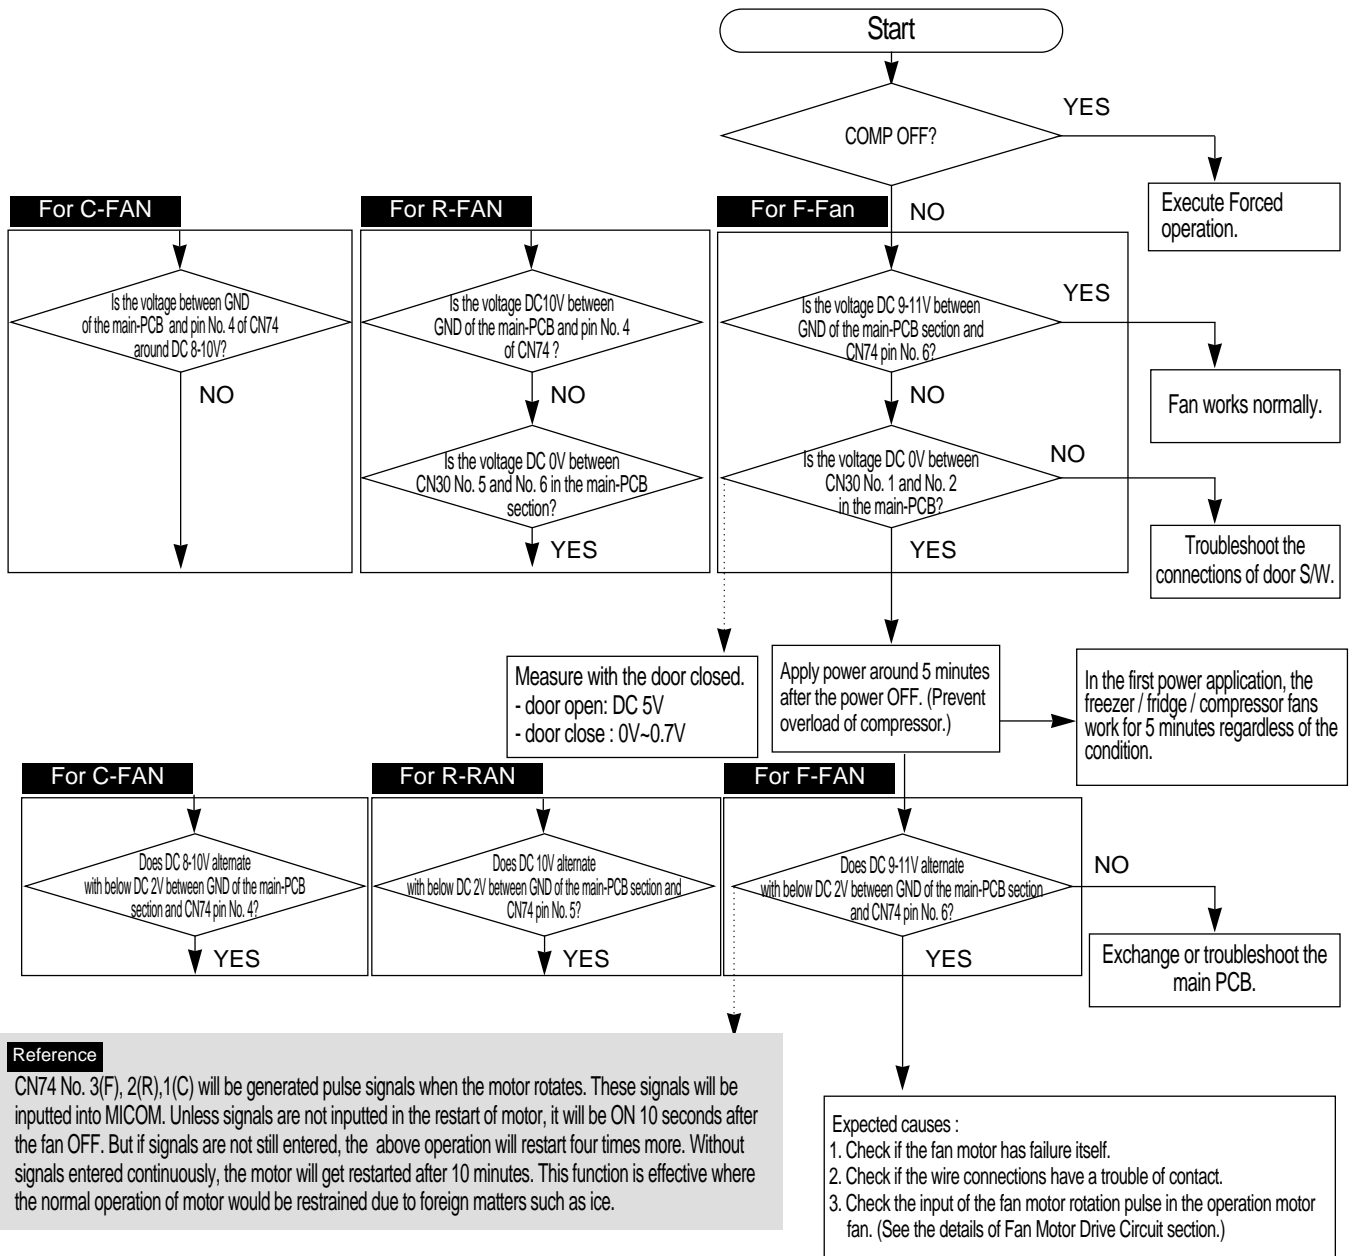 Start
COMP OFF?
YES
Execute Forced
operation.
NO
For C-FAN
Is the voltage between GND
of the main-PCB and pin No. 4 of CN74
around DC 8-10V?
NO
For R-FAN
Is the voltage DC10V between
GND of the main-PCB and pin No. 4
of CN74 ?
NO
Is the voltage DC 0V between
CN30 No. 5 and No. 6 in the main-PCB
section?
YES
For F-Fan
Is the voltage DC 9-11V between
GND of the main-PCB section and
CN74 pin No. 6?
YES
Fan works normally.
NO
Is the voltage DC 0V between
CN30 No. 1 and No. 2
in the main-PCB?
NO
Troubleshoot the
connections of door S/W.
YES
Measure with the door closed.
- door open: DC 5V
- door close : 0V~0.7V
Apply power around 5 minutes
after the power OFF. (Prevent
overload of compressor.)
In the first power application, the
freezer / fridge / compressor fans
work for 5 minutes regardless of the
condition.
For C-FAN
Does DC 8-10V alternate
with below DC 2V between GND of the main-PCB
section and CN74 pin No. 4?
YES
For R-RAN
Does DC 10V alternate
with below DC 2V between GND of the main-PCB section and
CN74 pin No. 5?
YES
For F-FAN
Does DC 9-11V alternate
with below DC 2V between GND of the main-PCB section
and CN74 pin No. 6?
NO
Exchange or troubleshoot the
main PCB.
YES
Reference
CN74 No. 3(F), 2(R),1(C) will be generated pulse signals when the motor rotates. These signals will be
inputted into MICOM. Unless signals are not inputted in the restart of motor, it will be ON 10 seconds after
the fan OFF. But if signals are not still entered, the above operation will restart four times more. Without
signals entered continuously, the motor will get restarted after 10 minutes. This function is effective where
the normal operation of motor would be restrained due to foreign matters such as ice.
Expected causes :
1. Check if the fan motor has failure itself.
2. Check if the wire connections have a trouble of contact.
3. Check the input of the fan motor rotation pulse in the operation motor
fan. (See the details of Fan Motor Drive Circuit section.)